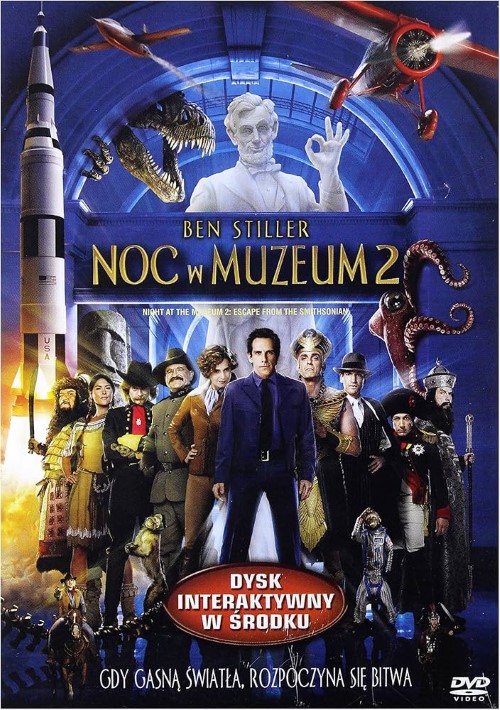 BEN STILLER
NOC W MUZEUM 2
NIGHT AT THE MUSEUM 2: ESCAPE FROM THE SMITHSONIAN
USA
DYSK
INTERAKTYWNY
W ŚRODKU
GDY GASNĄ ŚWIATŁA, ROZPOCZYNA SIĘ BITWA
DVD
VIDEO